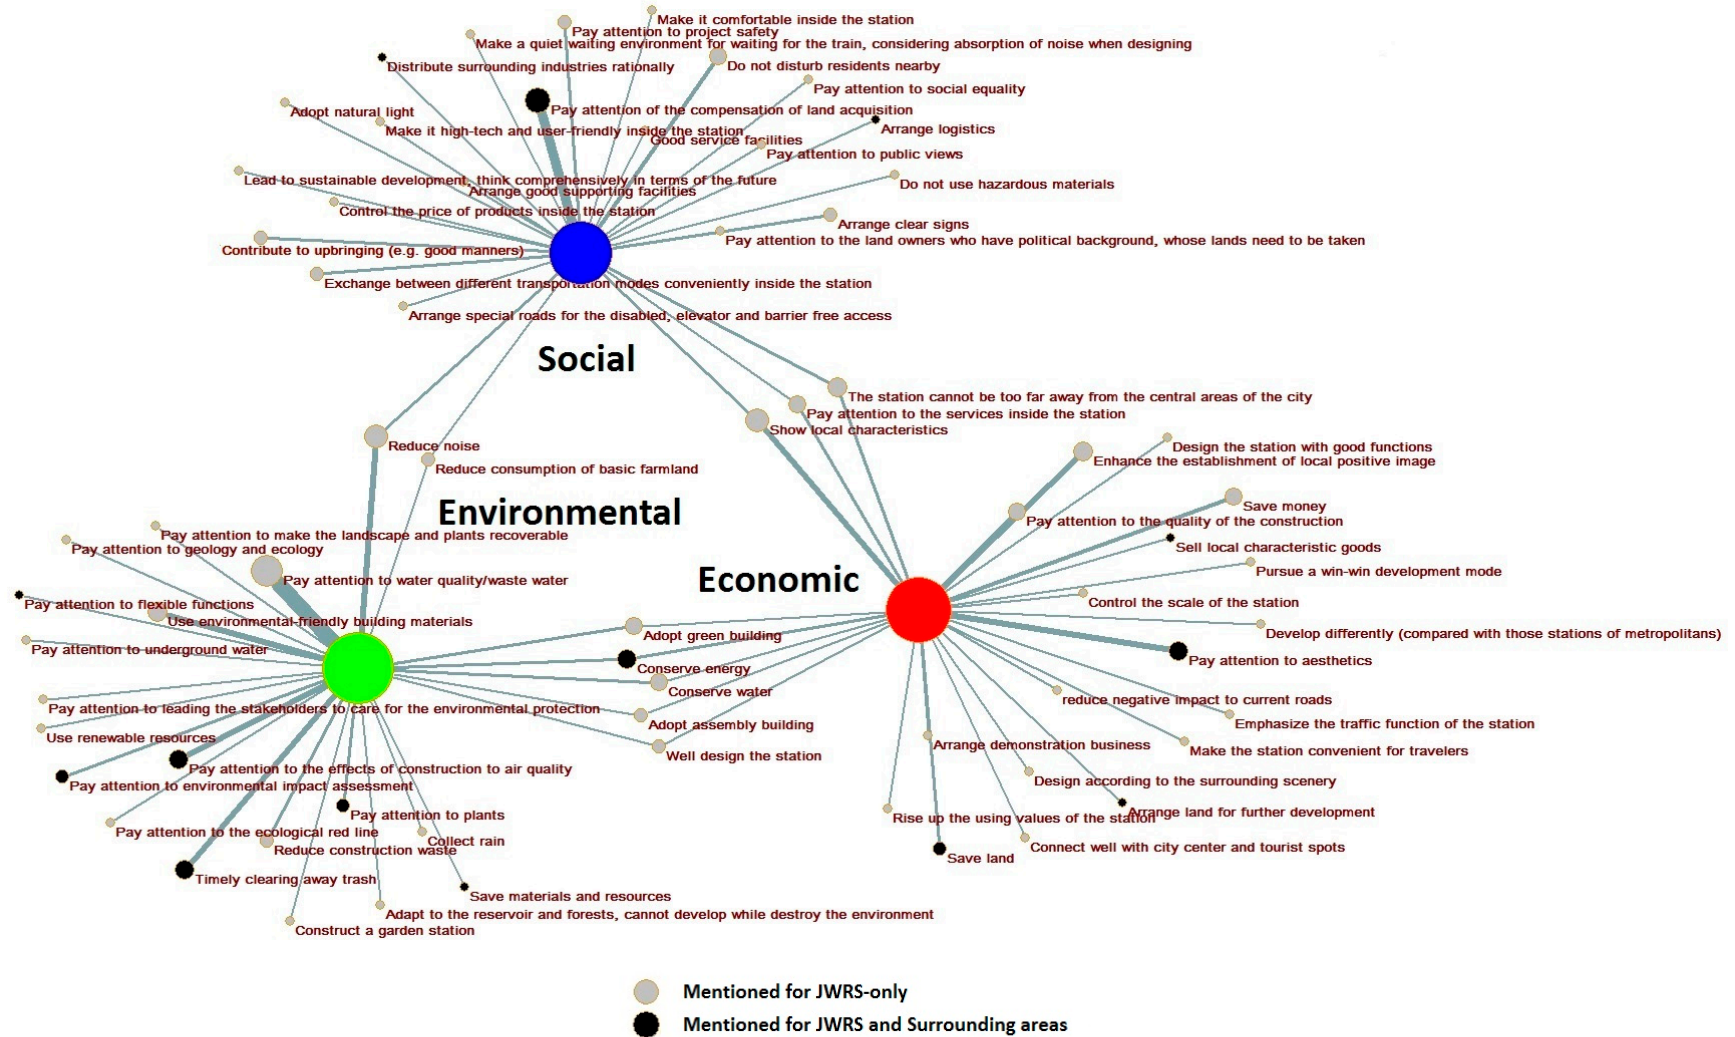 Make it comfortable inside the station
Pay attention to project safety
Make a quiet waiting environment for waiting for the train, considering absorption of noise when designing
Distribute surrounding industries rationally
Do not disturb residents nearby
Pay attention to social equality
Adopt natural light
Pay attention of the compensation of land acquisition
Make it high-tech and user-friendly inside the station
Arrange logistics
Good service facilities
Pay attention to public views
Lead to sustainable development, think comprehensively in terms of the future
Arrange good supporting facilities
Do not use hazardous materials
Control the price of products inside the station
Arrange clear signs
Pay attention to the land owners who have political background, whose lands need to be taken
Contribute to upbringing (e.g. good manners)
Exchange between different transportation modes conveniently inside the station
Arrange special roads for the disabled, elevator and barrier free access
Social
The station cannot be too far away from the central areas of the city
Pay attention to the services inside the station
Show local characteristics
Reduce noise
Reduce consumption of basic farmland
Design the station with good functions
Enhance the establishment of local positive image
Environmental
Save money
Pay attention to the quality of the construction
Pay attention to make the landscape and plants recoverable
Pay attention to geology and ecology
Sell local characteristic goods
Pursue a win-win development mode
Economic
Pay attention to water quality/waste water
Control the scale of the station
Pay attention to flexible functions
Use environmental-friendly building materials
Adopt green building
Develop differently (compared with those stations of metropolitans)
Pay attention to underground water
Pay attention to aesthetics
Conserve energy
Conserve water
reduce negative impact to current roads
Pay attention to leading the stakeholders to care for the environmental protection
Adopt assembly building
Emphasize the traffic function of the station
Use renewable resources
Arrange demonstration business
Make the station convenient for travelers
Well design the station
Pay attention to the effects of construction to air quality
Pay attention to environmental impact assessment
Design according to the surrounding scenery
Pay attention to plants
Arrange land for further development
Rise up the using values of the station
Pay attention to the ecological red line
Collect rain
Reduce construction waste
Connect well with city center and tourist spots
Save land
Timely clearing away trash
Save materials and resources
Adapt to the reservoir and forests, cannot develop while destroy the environment
Construct a garden station
Mentioned for JWRS-only
Mentioned for JWRS and Surrounding areas